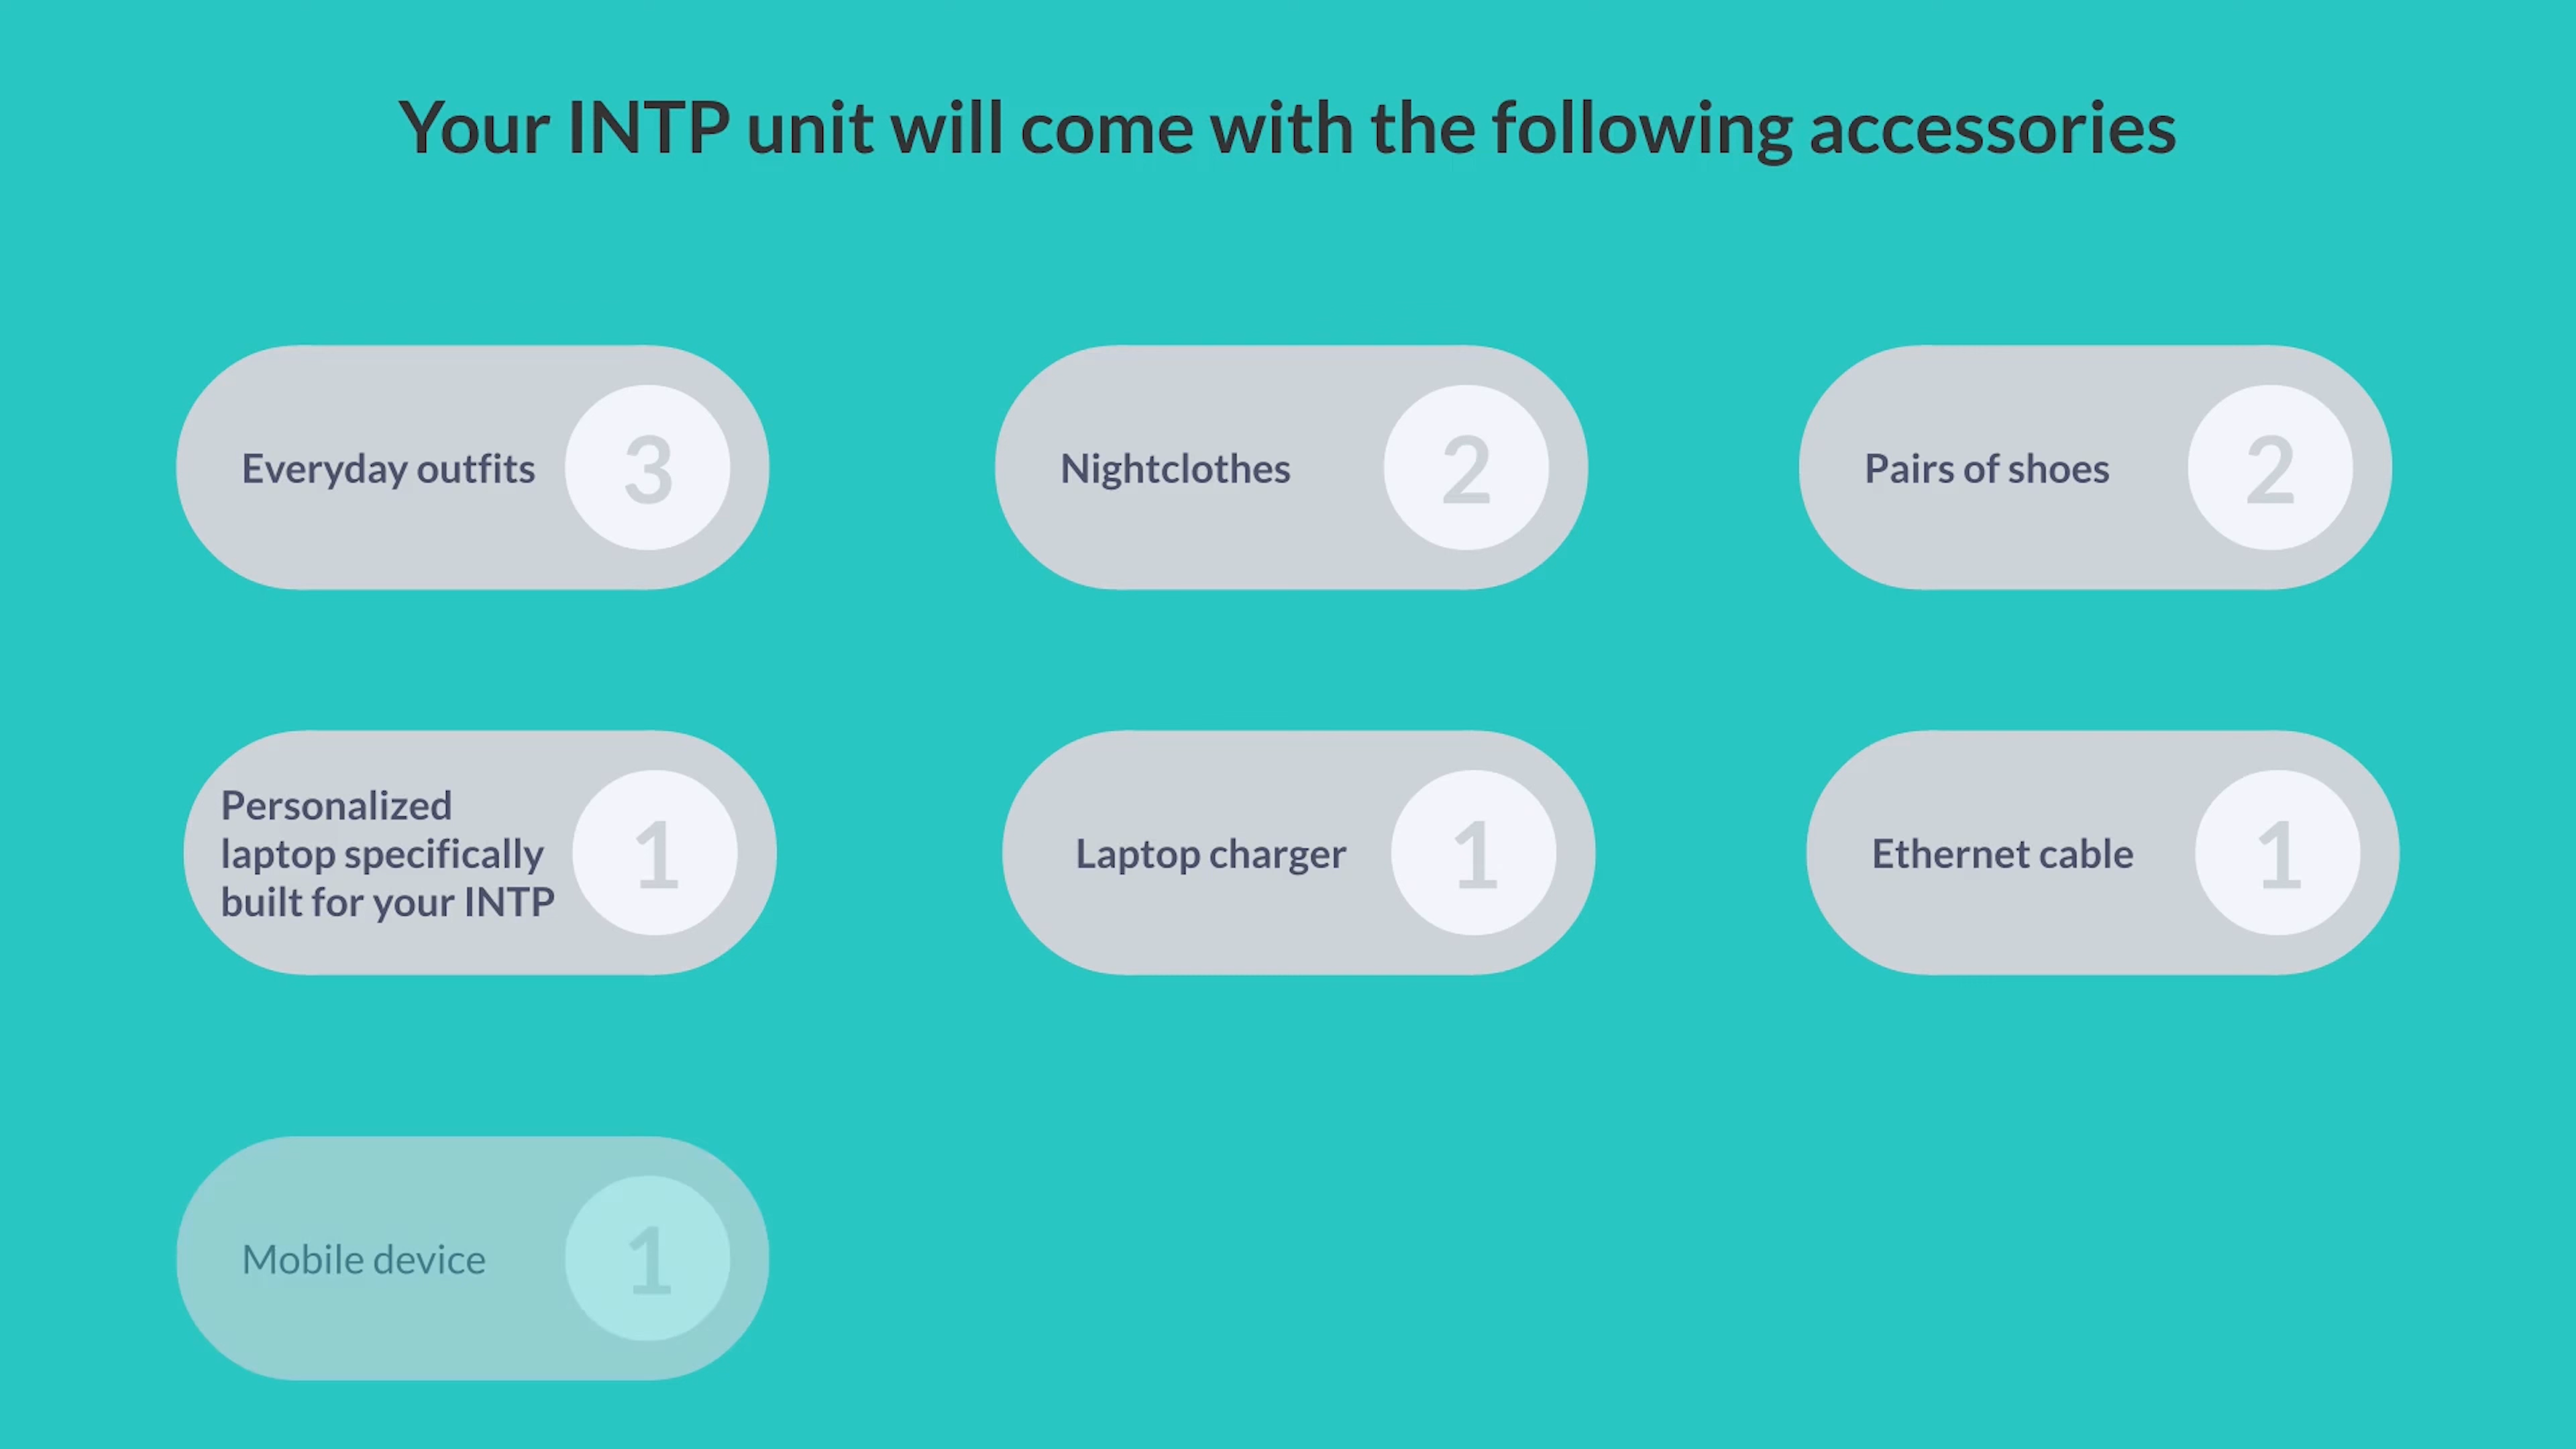 Your INTP unit will come with the following accessories
Everyday outfits 3
Nightclothes 2
Pairs of shoes 2
Personalized
laptop specifically
built for your INTP 1
Laptop charger 1
Ethernet cable 1
Mobile device 1